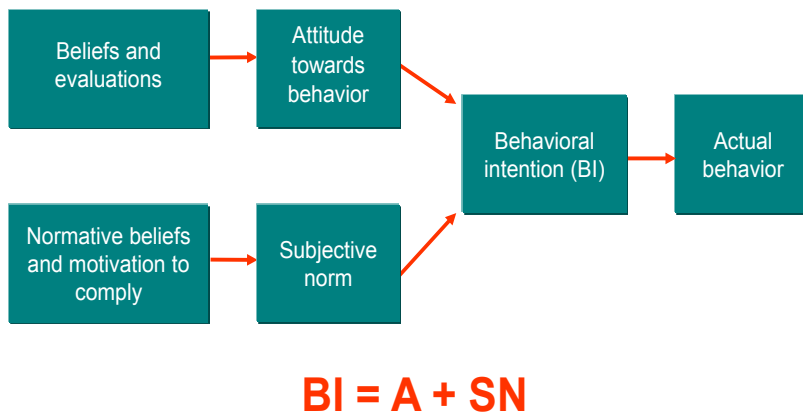 Beliefs and
evaluations
Attitude
towards
behavior
Behavioral
intention (BI)
Actual
behavior
Normative beliefs
and motivation to
comply
Subjective
norm
BI = A + SN